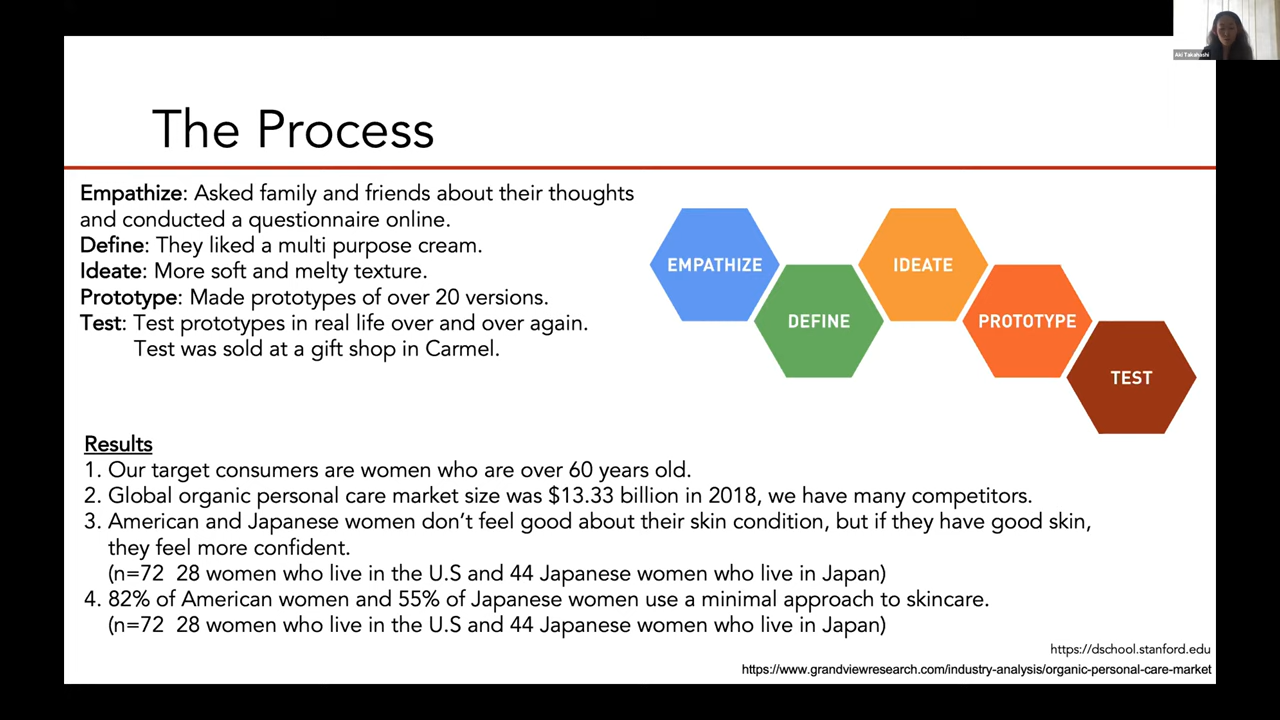 Aki Takahashi
The Process
Empathize: Asked family and friends about their thoughts
and conducted a questionnaire online.
Define: They liked a multi purpose cream.
Ideate: More soft and melty texture.
Prototype: Made prototypes of over 20 versions.
Test: Test prototypes in real life over and over again.
Test was sold at a gift shop in Carmel.
EMPATHIZE
DEFINE
IDEATE
PROTOTYPE
TEST
Results
1. Our target consumers are women who are over 60 years old.
2. Global organic personal care market size was $13.33 billion in 2018, we have many competitors.
3. American and Japanese women don’t feel good about their skin condition, but if they have good skin,
they feel more confident.
(n=72 28 women who live in the U.S and 44 Japanese women who live in Japan)
4. 82% of American women and 55% of Japanese women use a minimal approach to skincare.
(n=72 28 women who live in the U.S and 44 Japanese women who live in Japan)
https://dschool.stanford.edu
https://www.grandviewresearch.com/industry-analysis/organic-personal-care-market